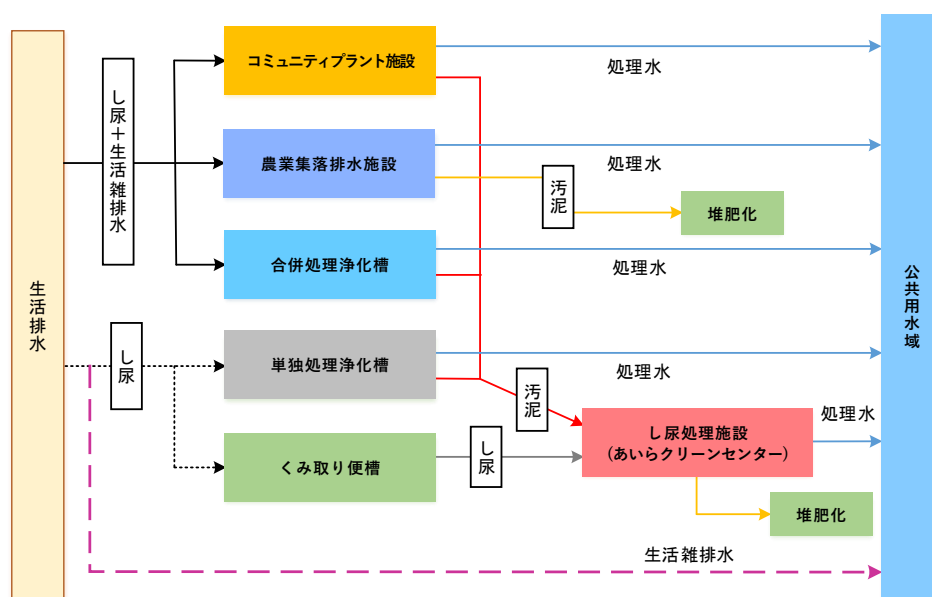 生活排水
し尿＋生活雑排水
コミュニティプラント施設
処理水
農業集落排水施設
処理水
汚泥
堆肥化
合併処理浄化槽
処理水
公共用水域
し尿
単独処理浄化槽
処理水
汚泥
し尿処理施設
（あいらクリーンセンター）
処理水
くみ取り便槽
し尿
堆肥化
生活雑排水